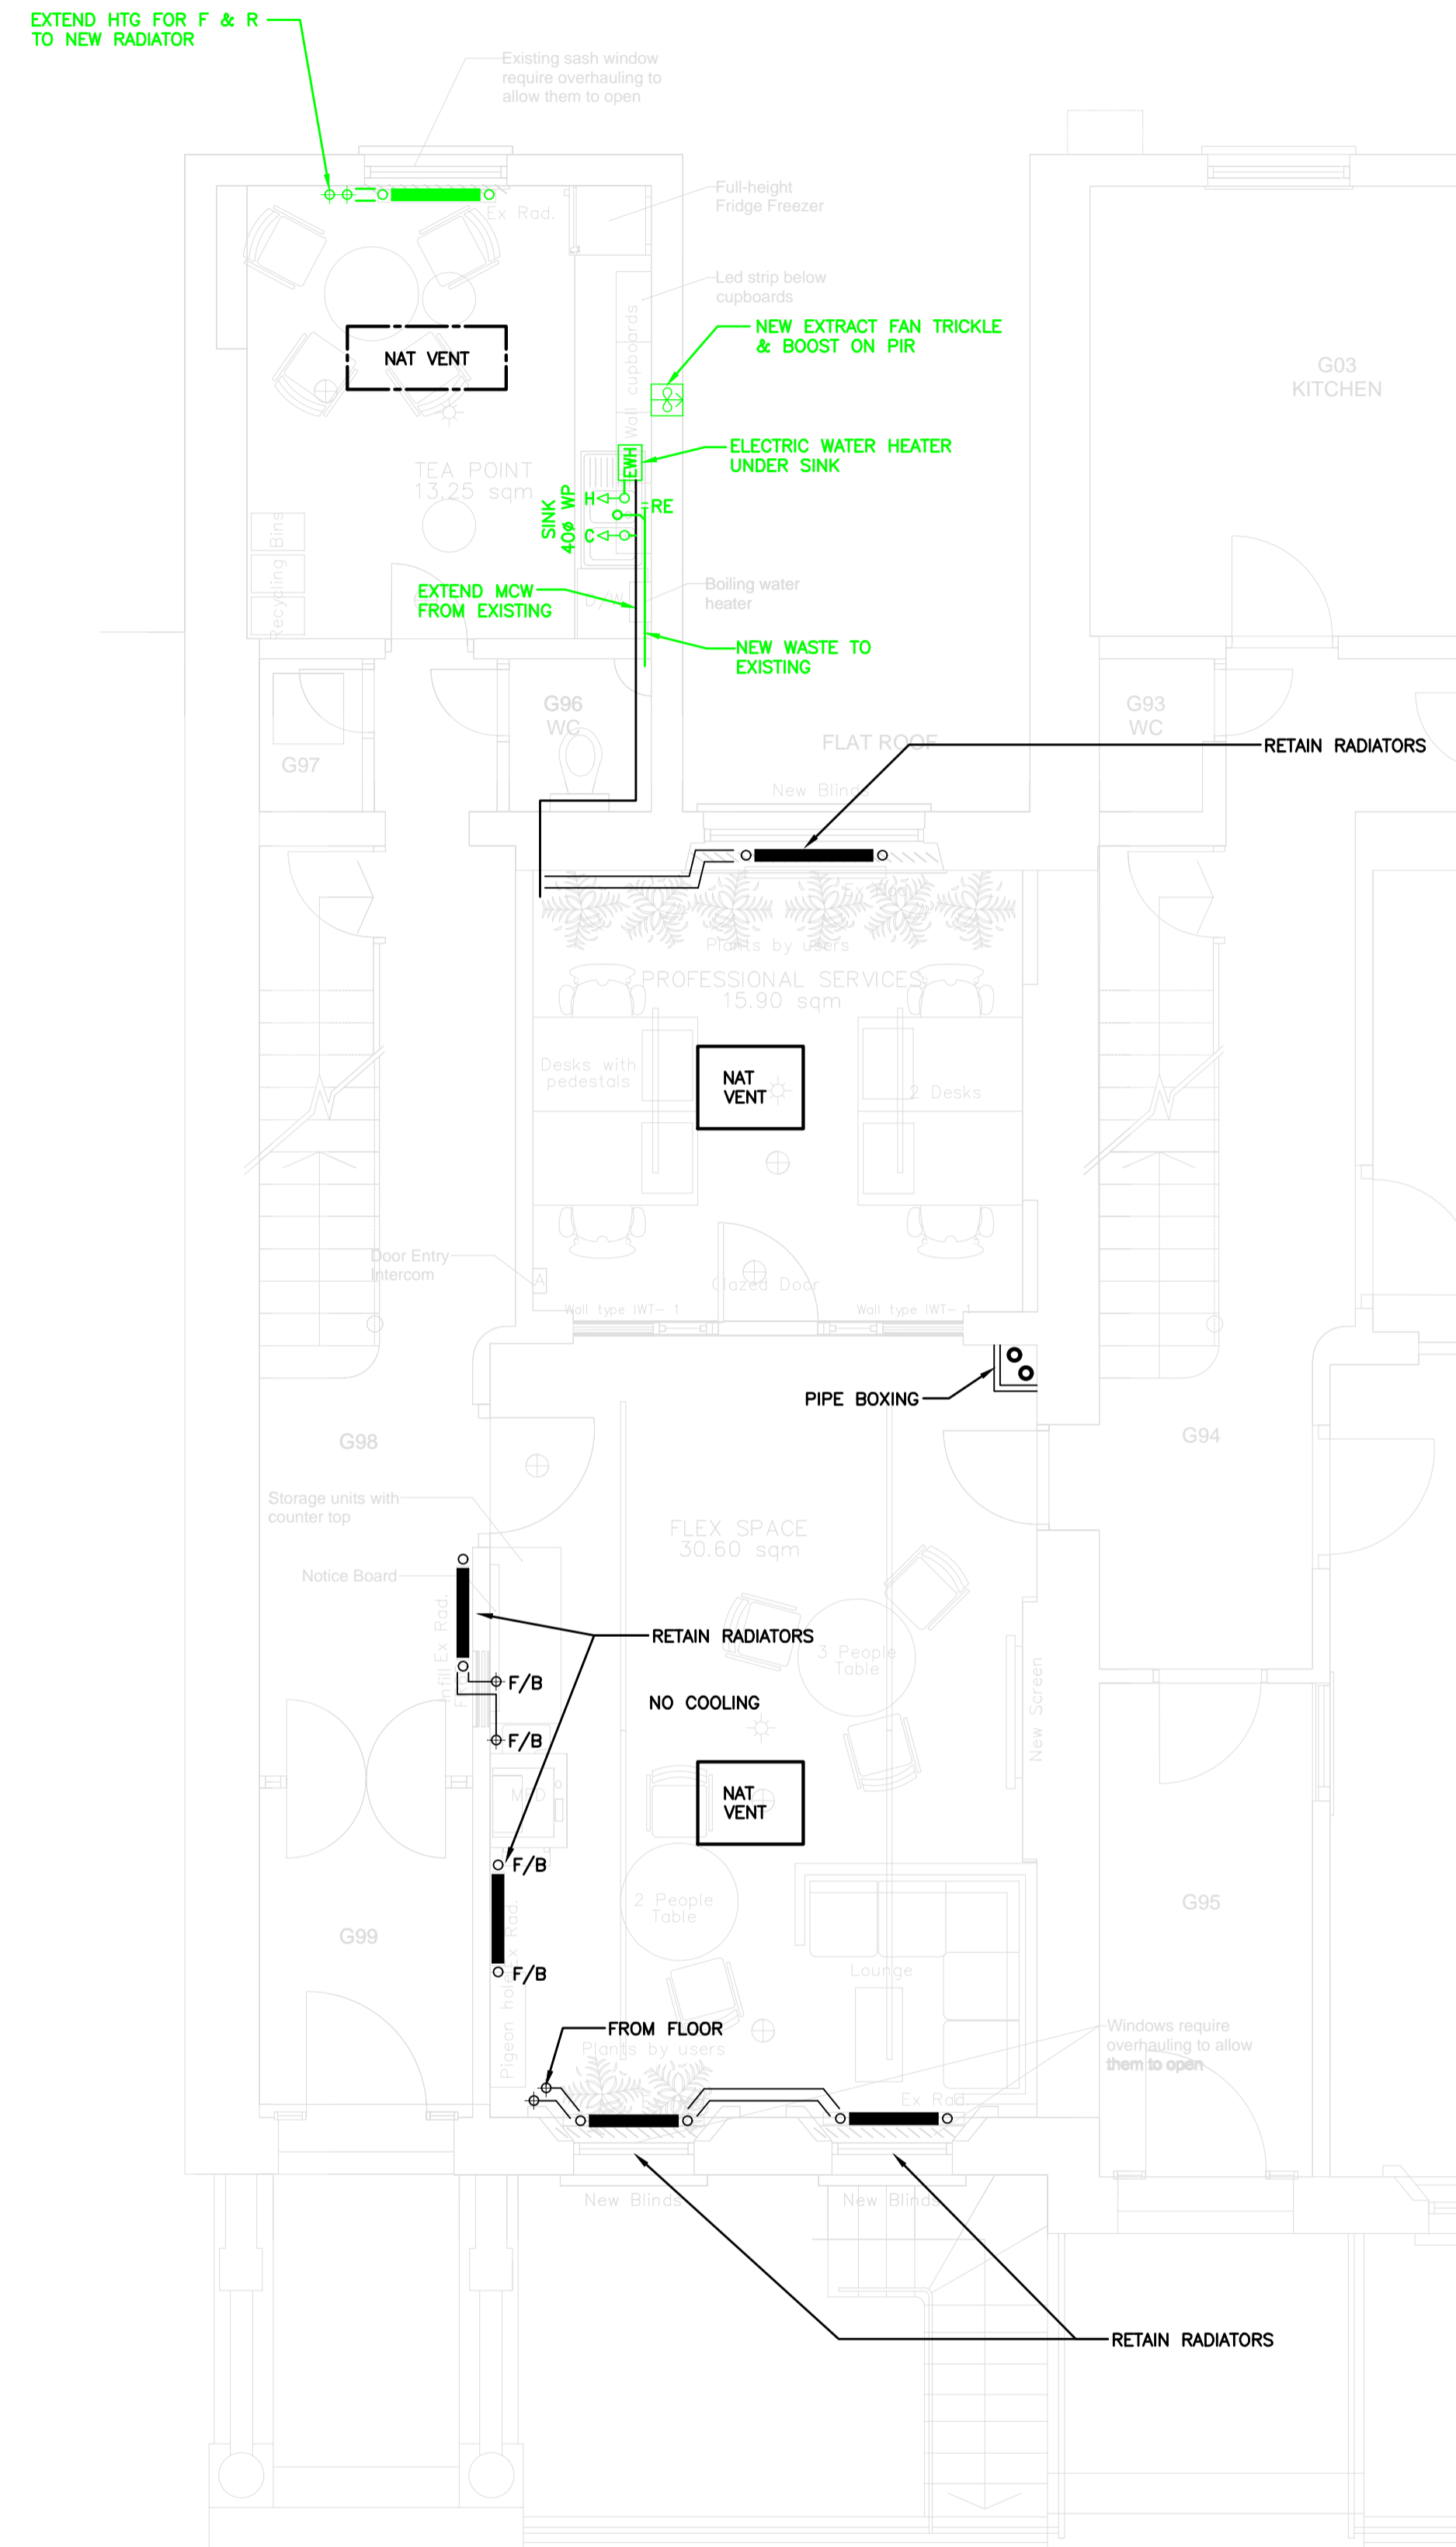 EXTEND HTG FOR F & R
TO NEW RADIATOR
Existing sash window
require overhauling to
allow them to open
Full-height
Fridge Freezer
Ex Rad.
Led strip below
cupboards
NEW EXTRACT FAN TRICKLE
& BOOST ON PIR
NAT VENT
Wall cupboards
G03
KITCHEN
ELECTRIC WATER HEATER
UNDER SINK
EWH
TEA POINT
13.25 sqm
SINK
40ø WP
H
RE
C
Recycling Bins
EXTEND MCW
FROM EXISTING
D/W
Boiling water
heater
NEW WASTE TO
EXISTING
G96
WC
G93
WC
G97
FLAT ROOF
RETAIN RADIATORS
New Blinds
Plants by users
PROFESSIONAL SERVICES
15.90 sqm
Desks with
pedestals
NAT
VENT
2 Desks
Door Entry
Intercom
A
Glazed Door
Wall type IWT- 1
Wall type IWT- 1
PIPE BOXING
G98
G94
Storage units with
counter top
FLEX SPACE
30.60 sqm
Notice Board
Ex Rad.
Infill
RETAIN RADIATORS
3 People
Table
New Screen
F/B
NO COOLING
F/B
MFD
NAT
VENT
F/B
2 People
Table
G95
G99
Ex Rad.
Lounge
F/B
Pigeon hole
FROM FLOOR
Plants by users
Windows require
overhauling to allow
them to open
Ex Rad.
New Blinds
New Blinds
RETAIN RADIATORS